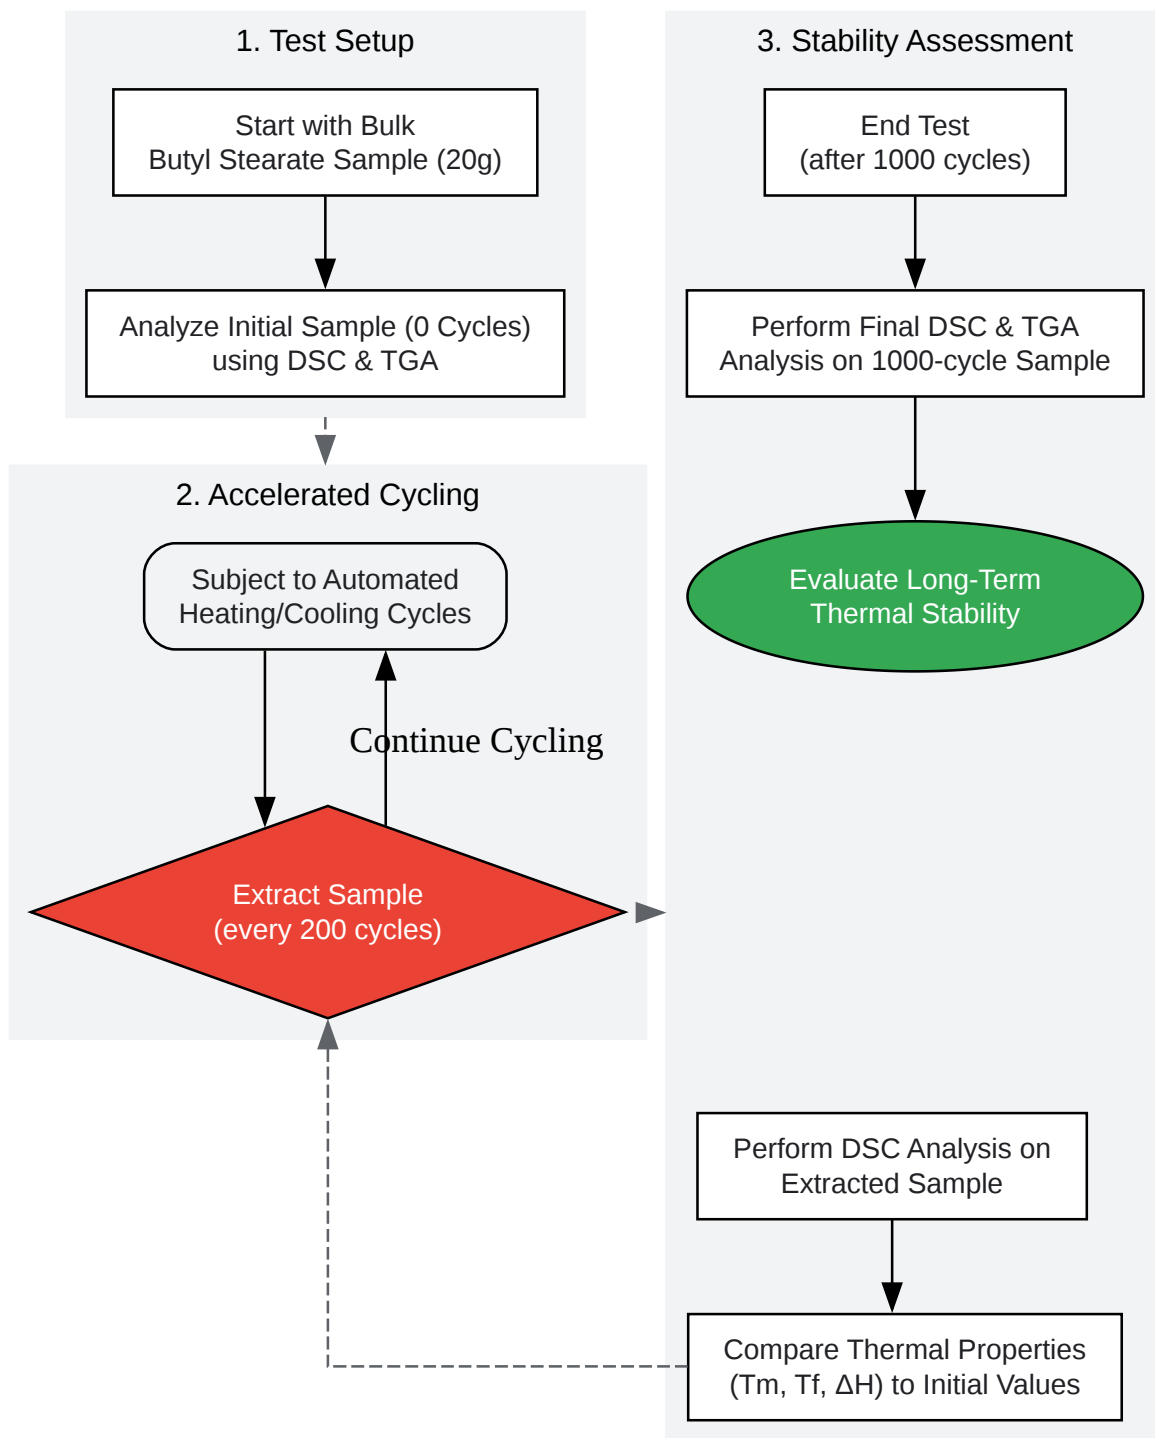 1. Test Setup
Start with Bulk
Butyl Stearate Sample (20g)
Analyze Initial Sample (0 Cycles)
using DSC & TGA
2. Accelerated Cycling
Subject to Automated
Heating/Cooling Cycles
Continue Cycling
Extract Sample
(every 200 cycles)
3. Stability Assessment
End Test
(after 1000 cycles)
Perform Final DSC & TGA
Analysis on 1000-cycle Sample
Evaluate Long-Term
Thermal Stability
Perform DSC Analysis on
Extracted Sample
Compare Thermal Properties
(Tm, Tf, ΔH) to Initial Values